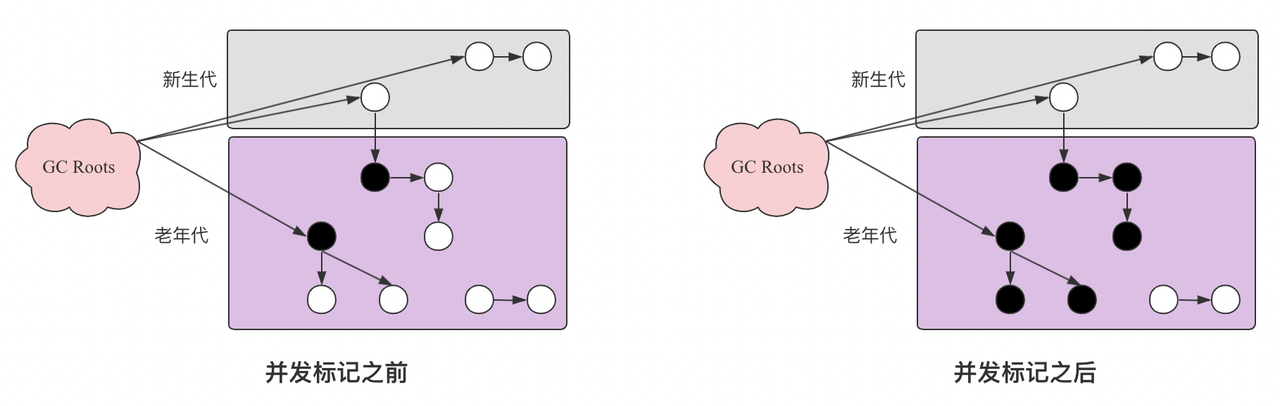 新生代
GC Roots
老年代
并发标记之前
新生代
GC Roots
老年代
并发标记之后